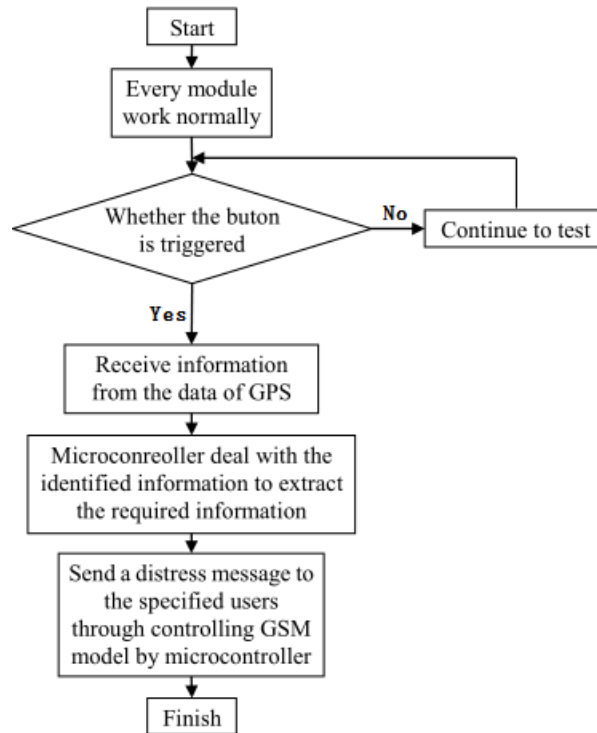 Start
Every module
work normally
Whether the buton
is triggered
No
Continue to test
Yes
Receive information
from the data of GPS
Microconreoller deal with the
identified information to extract
the required information
Send a distress message to
the specified users
through controlling GSM
model by microcontroller
Finish